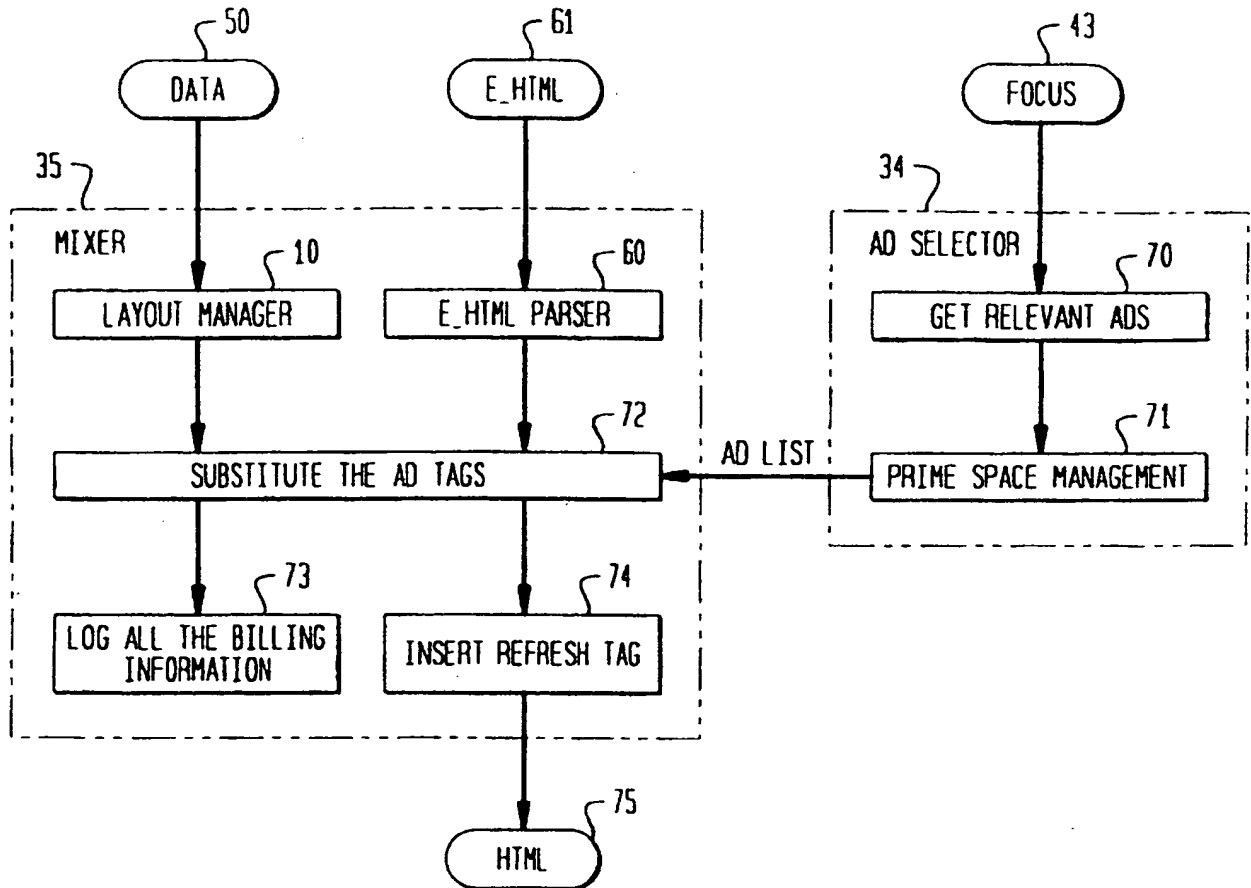 50
61
43
DATA
E_HTML
FOCUS
35
34
MIXER
AD SELECTOR
10
60
70
LAYOUT MANAGER
E_HTML PARSER
GET RELEVANT ADS
72
71
AD LIST
SUBSTITUTE THE AD TAGS
PRIME SPACE MANAGEMENT
73
74
LOG ALL THE BILLING
INFORMATION
INSERT REFRESH TAG
75
HTML